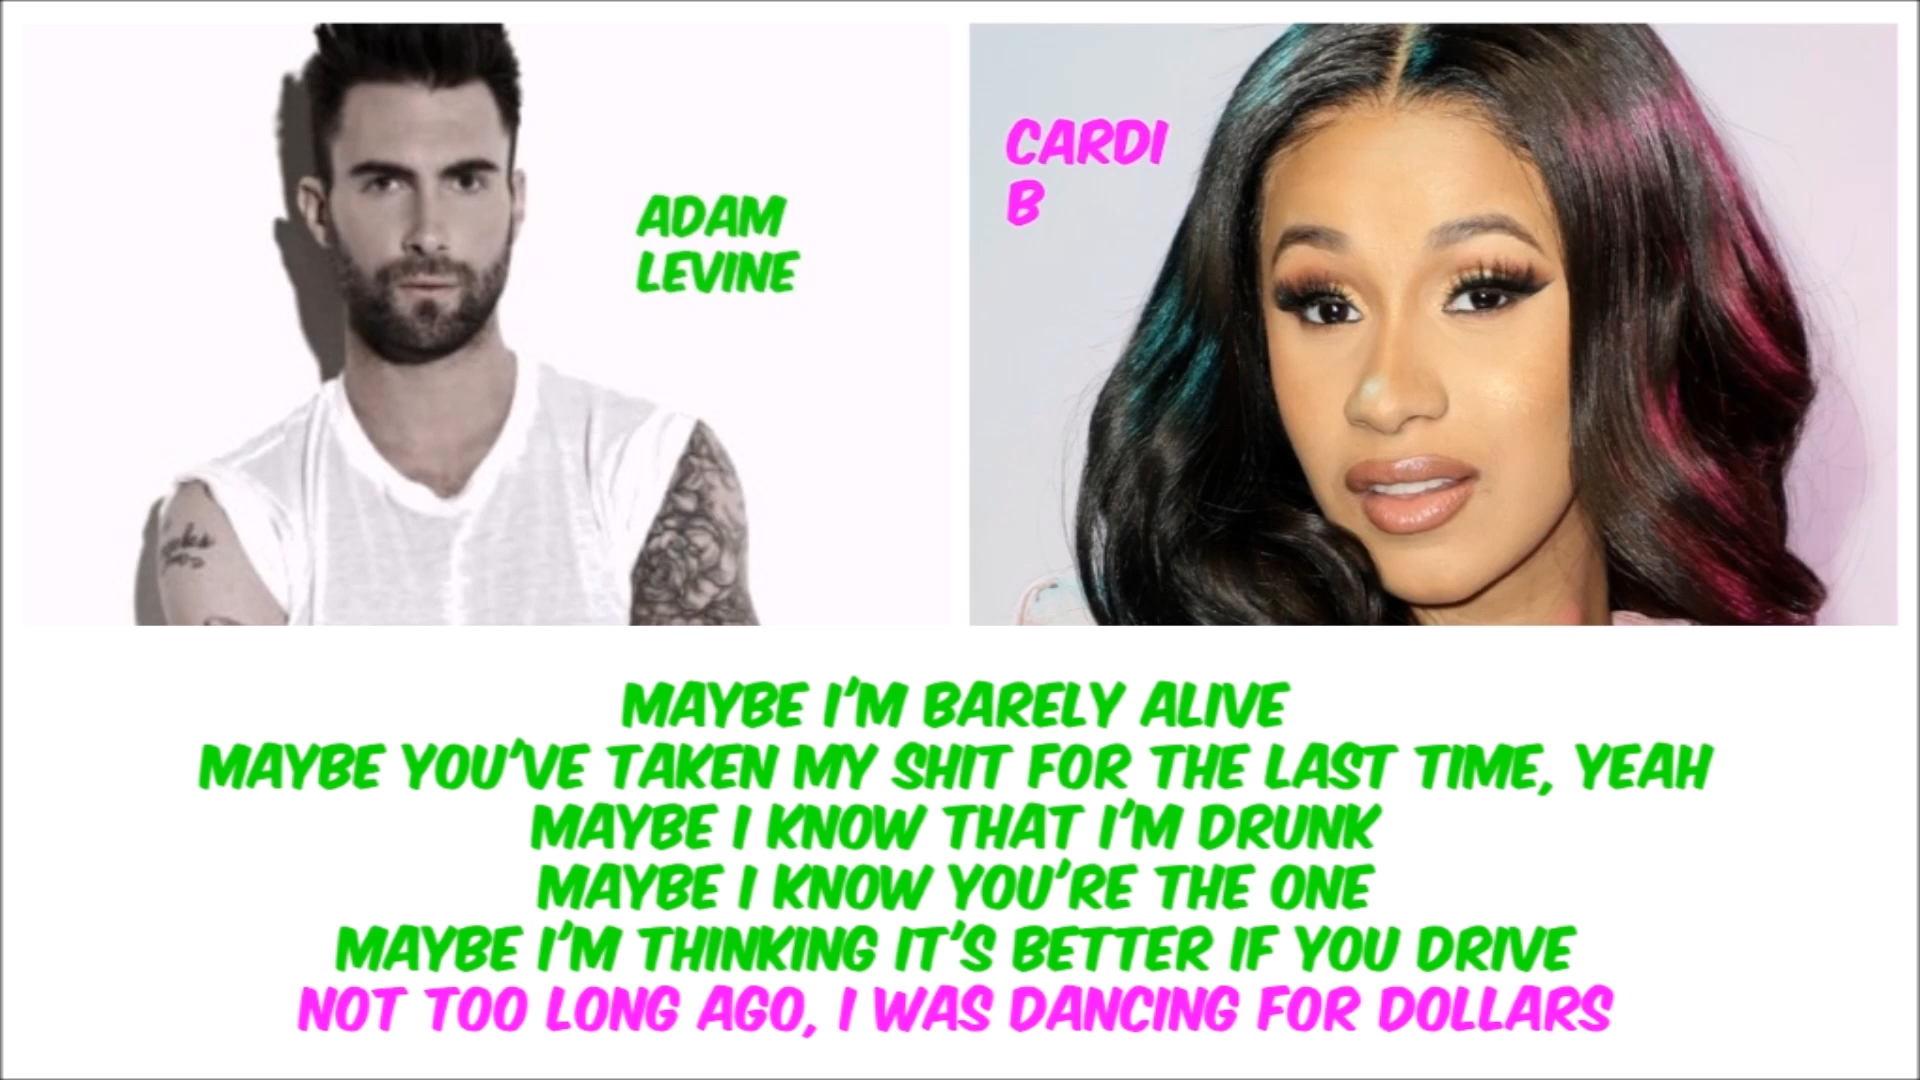 ADAM
LEVINE
CARDI
B
MAYBE I'M BARELY ALIVE
MAYBE YOU'VE TAKEN MY SHIT FOR THE LAST TIME, YEAH
MAYBE I KNOW THAT I'M DRUNK
MAYBE I KNOW YOU'RE THE ONE
MAYBE I'M THINKING IT'S BETTER IF YOU DRIVE
NOT TOO LONG AGO, I WAS DANCING FOR DOLLARS